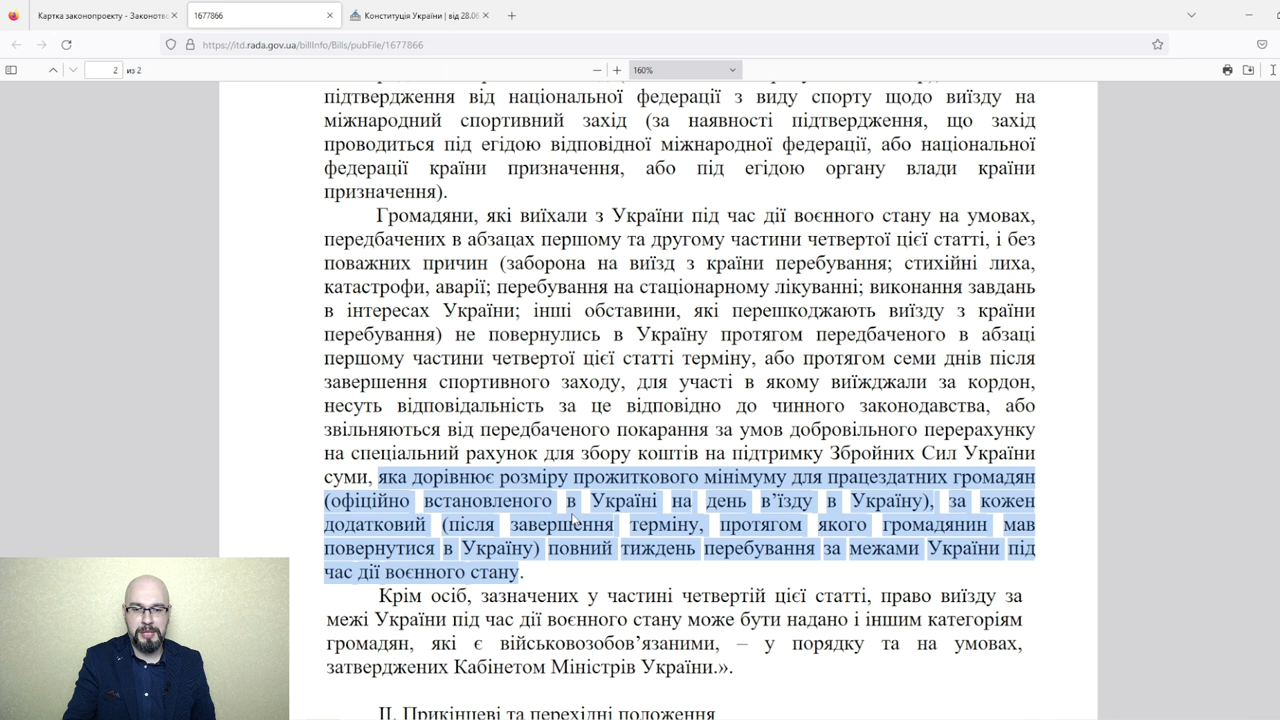 Картка законопроекту - Законотво
1677866
Конституція України | від 28.06
https://itd.rada.gov.ua/billInfo/Bills/pubFile/1677866
2 из 2
160%
підтвердження від національної федерації з виду спорту щодо виїзду на
міжнародний спортивний захід (за наявності підтвердження, що захід
проводиться під егідою відповідної міжнародної федерації, або національної
федерації країни призначення, або під егідою органу влади країни
призначення).
Громадяни, які виїхали з України під час дії воєнного стану на умовах,
передбачених в абзацах першому та другому частини четвертої цієї статті, і без
поважних причин (заборона на виїзд з країни перебування; стихійні лиха,
катастрофи, аварії; перебування на стаціонарному лікуванні; виконання завдань
в інтересах України; інші обставини, які перешкоджають виїзду з країни
перебування) не повернулись в Україну протягом передбаченого в абзаці
першому частини четвертої цієї статті терміну, або протягом семи днів після
завершення спортивного заходу, для участі в якому виїжджали за кордон,
несуть відповідальність за це відповідно до чинного законодавства, або
звільняються від передбаченого покарання за умов добровільного перерахунку
на спеціальний рахунок для збору коштів на підтримку Збройних Сил України
суми, яка дорівнює розміру прожиткового мінімуму для працездатних громадян
(офіційно встановленого в Україні на день в’їзду в Україну), за кожен
додатковий (після завершення терміну, протягом якого громадянин мав
повернутися в Україну) повний тиждень перебування за межами України під
час дії воєнного стану.
Крім осіб, зазначених у частині четвертій цієї статті, право виїзду за
межі України під час дії воєнного стану може бути надано і іншим категоріям
громадян, які є військовозобов’язаними, – у порядку та на умовах,
затверджених Кабінетом Міністрів України.».
II. Прикінцеві та перехідні положення